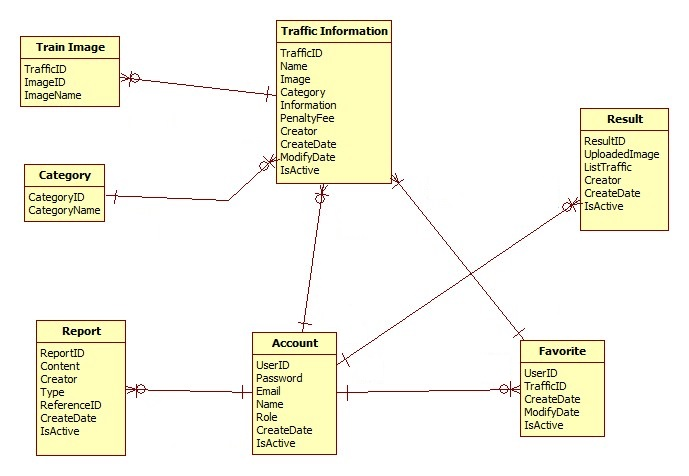 Traffic Information
TrafficID
Name
Image
Category
Information
PenaltyFee
Creator
CreateDate
ModifyDate
IsActive
Train Image
TrafficID
ImageID
ImageName
Category
CategoryID
CategoryName
Result
ResultID
UploadedImage
ListTraffic
Creator
CreateDate
IsActive
Report
ReportID
Content
Creator
Type
ReferenceID
CreateDate
IsActive
Account
UserID
Password
Email
Name
Role
CreateDate
IsActive
Favorite
UserID
TrafficID
CreateDate
ModifyDate
IsActive